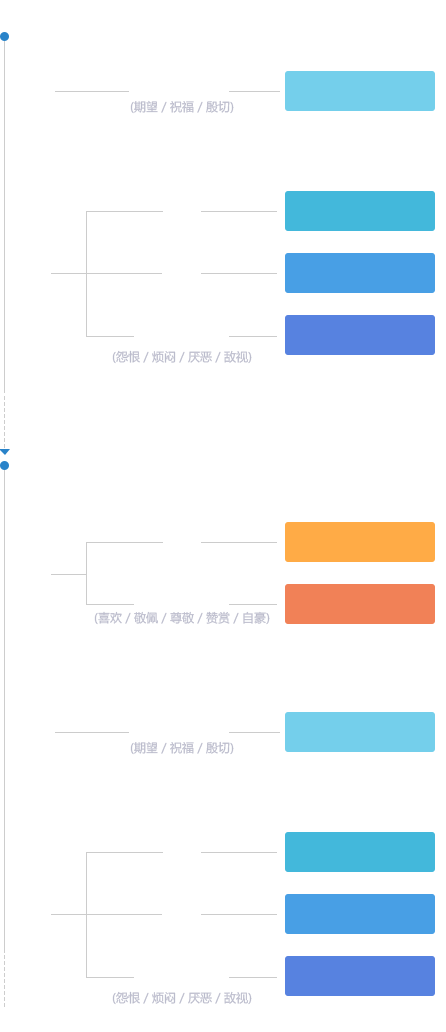 (期望 / 祝福 / 殷切)
(怨恨 / 烦闷 / 厌恶 / 敌视)
(喜欢 / 敬佩 / 尊敬 / 赞赏 / 自豪)
(期望 / 祝福 / 殷切)
(怨恨 / 烦闷 / 厌恶 / 敌视)